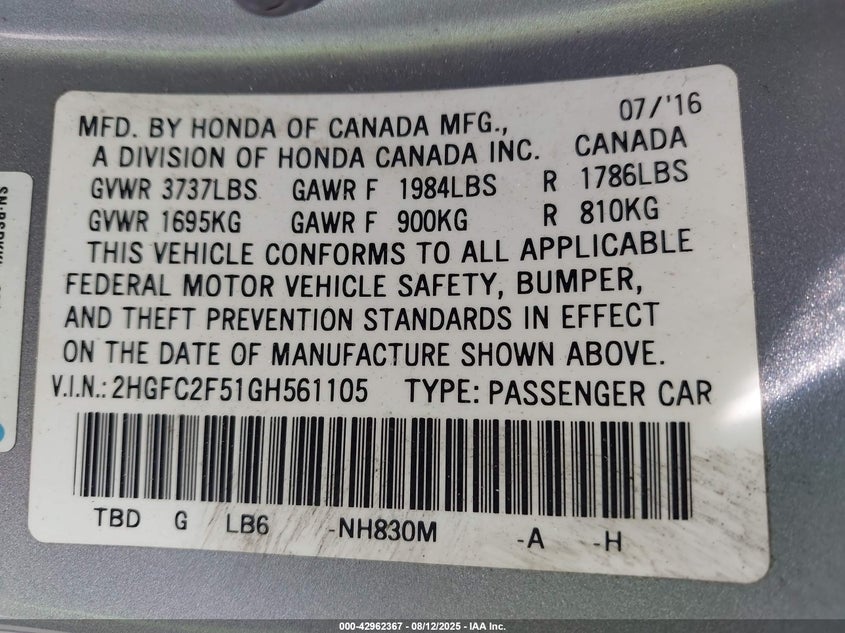 07/'16
MFD. BY HONDA OF CANADA MFG.,
A DIVISION OF HONDA CANADA INC. CANADA
GVWR 3737LBS GAWR F 1984LBS R 1786LBS
GVWR 1695KG GAWR F 900KG R 810KG
THIS VEHICLE CONFORMS TO ALL APPLICABLE
FEDERAL MOTOR VEHICLE SAFETY, BUMPER,
AND THEFT PREVENTION STANDARDS IN EFFECT
ON THE DATE OF MANUFACTURE SHOWN ABOVE.
V.I.N.: 2HGFC2F51GH561105 TYPE: PASSENGER CAR
TBD G LB6 -NH830M -A -H
000-42962367 - 08/12/2025 - IAA Inc.